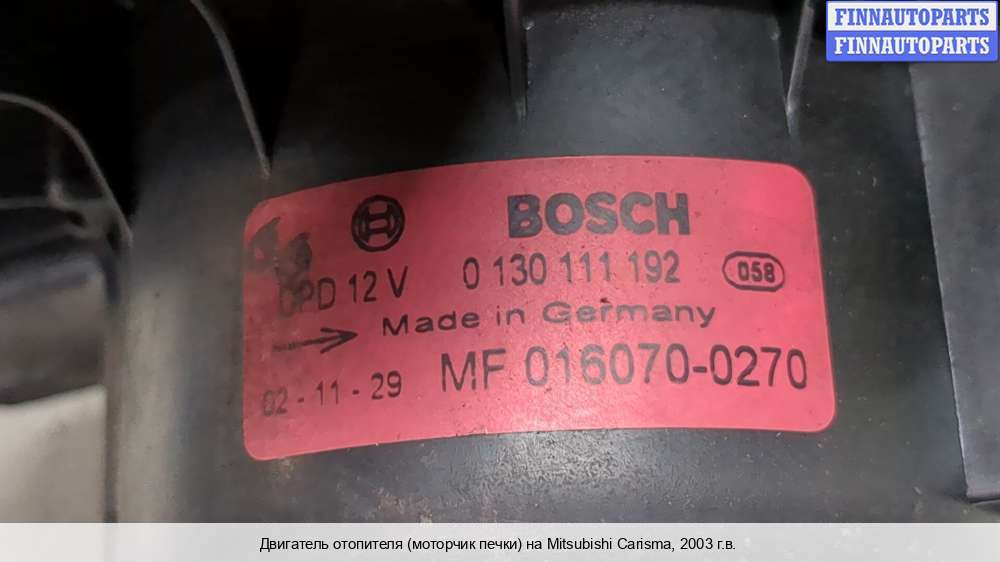 FINNAUTOPARTS
FINNAUTOPARTS
BOSCH
CPD 12 V 0 130 111 192 058
Made in Germany
02 - 11 - 29 MF 016070-0270
Двигатель отопителя (моторчик печки) на Mitsubishi Carisma, 2003 г.в.